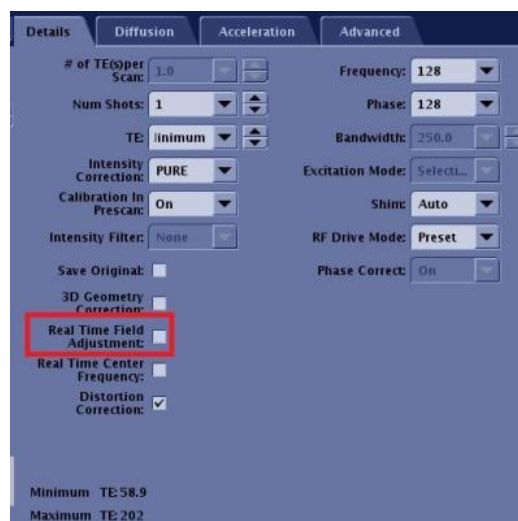 Details Diffusion Acceleration Advanced
# of TE(s)per
Scan: 1.0
Num Shots: 1
TE: linimum
Intensity
Correction: PURE
Calibration In
Prescan: On
Intensity Filter: None
Save Original:
3D Geometry
Correction:
Real Time Field
Adjustment:
Real Time Center
Frequency:
Distortion
Correction:
Frequency: 128
Phase: 128
Bandwidth: 250.0
Excitation Mode: Selecti...
Shim: Auto
RF Drive Mode: Preset
Phase Correct: On
Minimum TE: 58.9
Maximum TE: 202